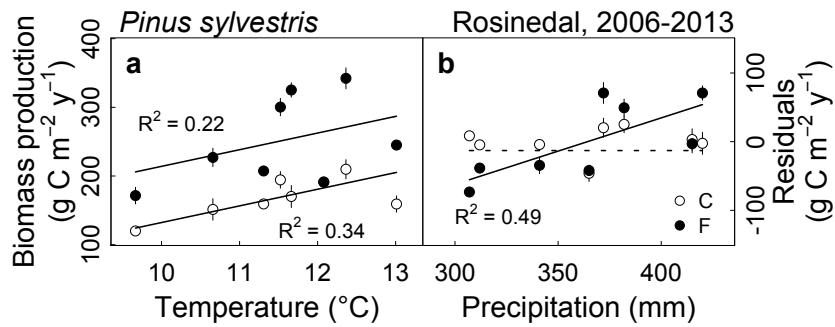 Pinus sylvestris
Rosinedal, 2006-2013
Biomass production
(g C m⁻² y⁻¹)
400
300
200
100
a
R² = 0.22
R² = 0.34
10
11
12
13
Temperature (°C)
b
R² = 0.49
C
F
300
350
400
Precipitation (mm)
100
0
-100
Residuals
(g C m⁻² y⁻¹)